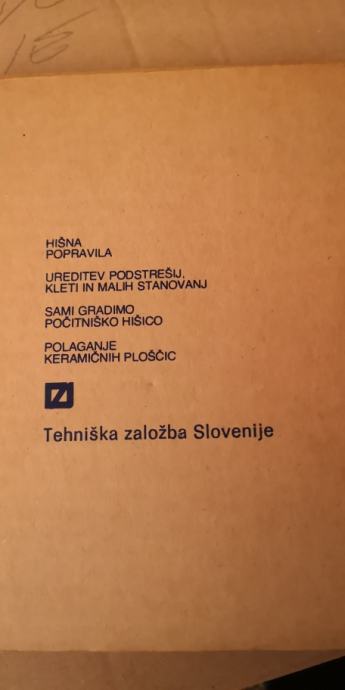 HIŠNA
POPRAVILA
UREDITEV PODSTREŠIJ,
KLETI IN MALIH STANOVANJ
SAMI GRADIMO
POČITNIŠKO HIŠICO
POLAGANJE
KERAMIČNIH PLOŠČIC
Tehniška založba Slovenije